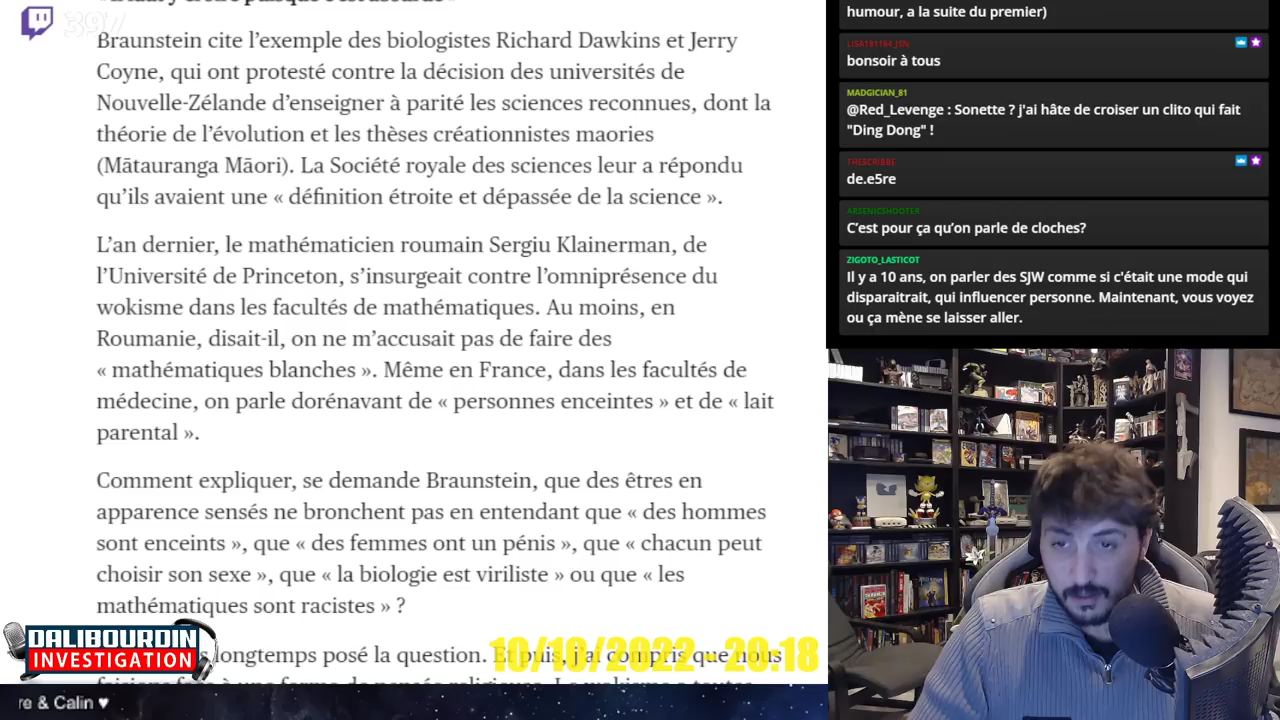 Braunstein cite l’exemple des biologistes Richard Dawkins et Jerry
Coyne, qui ont protesté contre la décision des universités de
Nouvelle-Zélande d’enseigner à parité les sciences reconnues, dont la
théorie de l’évolution et les thèses créationnistes maories
(Mātauranga Māori). La Société royale des sciences leur a répondu
qu’ils avaient une « définition étroite et dépassée de la science ».
L’an dernier, le mathématicien roumain Sergiu Klainerman, de
l’Université de Princeton, s’insurgeait contre l’omniprésence du
wokisme dans les facultés de mathématiques. Au moins, en
Roumanie, disait-il, on ne m’accusait pas de faire des
« mathématiques blanches ». Même en France, dans les facultés de
médecine, on parle dorénavant de « personnes enceintes » et de « lait
parental ».
Comment expliquer, se demande Braunstein, que des êtres en
apparence sensés ne bronchent pas en entendant que « des hommes
sont enceints », que « des femmes ont un pénis », que « chacun peut
choisir son sexe », que « la biologie est viriliste » ou que « les
mathématiques sont racistes » ?
longtemps posé la question. Et puis, j’ai compris que nous
10/10/2022 - 20:18
DALIBOURDIN
INVESTIGATION
re & Calin ♥
humour, a la suite du premier)
LISA181184_JSN
bonsoir à tous
MADGICIAN_81
@Red_Levenge : Sonette ? j'ai hâte de croiser un clito qui fait
"Ding Dong" !
THESCRIBBE
de.e5re
ARSENICSHOOTER
C’est pour ça qu’on parle de cloches?
ZIGOTO_LASTICOT
Il y a 10 ans, on parler des SJW comme si c'était une mode qui
disparaitrait, qui influencer personne. Maintenant, vous voyez
ou ça mène se laisser aller.